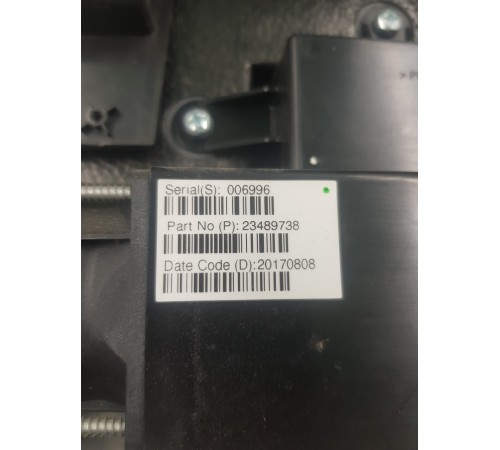 Serial(S): 006996
Part No (P): 23489738
Date Code (D):20170808